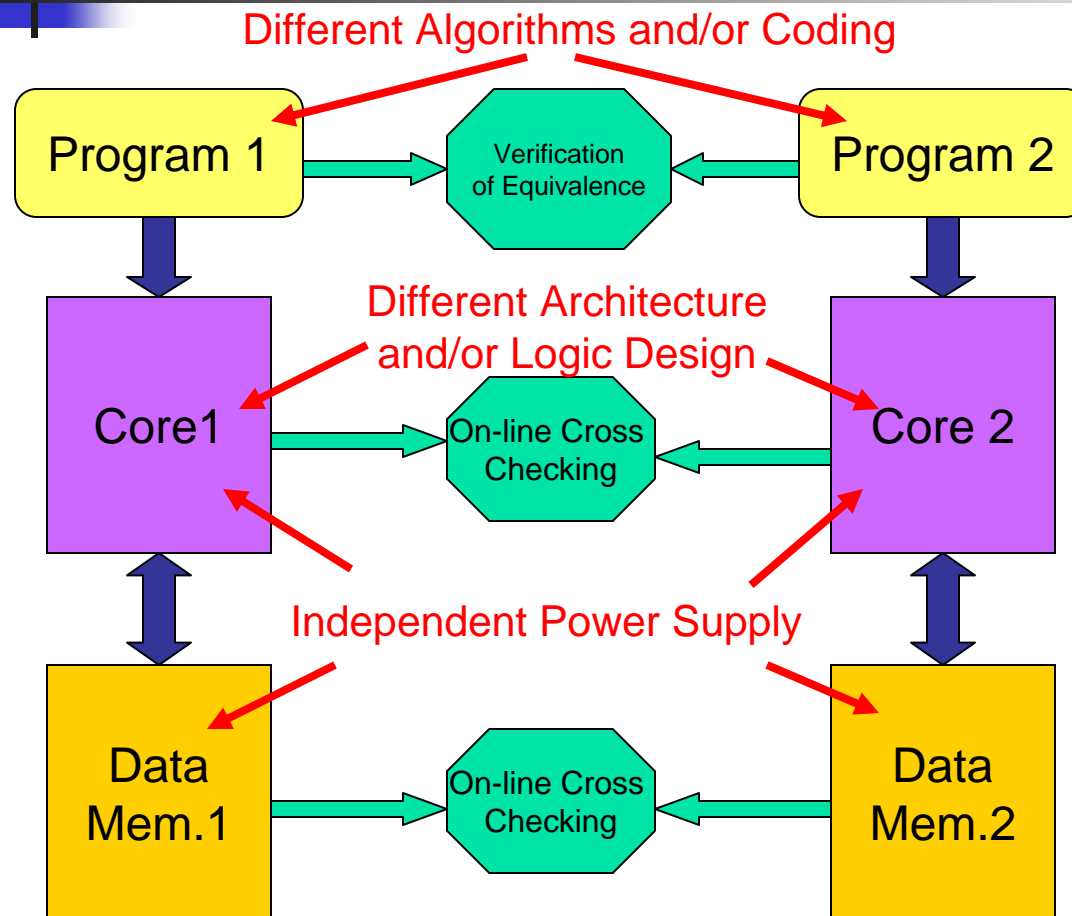 Different Algorithms and/or Coding
Program 1
Verification
of Equivalence
Program 2
Different Architecture
and/or Logic Design
Core1
On-line Cross
Checking
Core 2
Independent Power Supply
Data
Mem.1
On-line Cross
Checking
Data
Mem.2